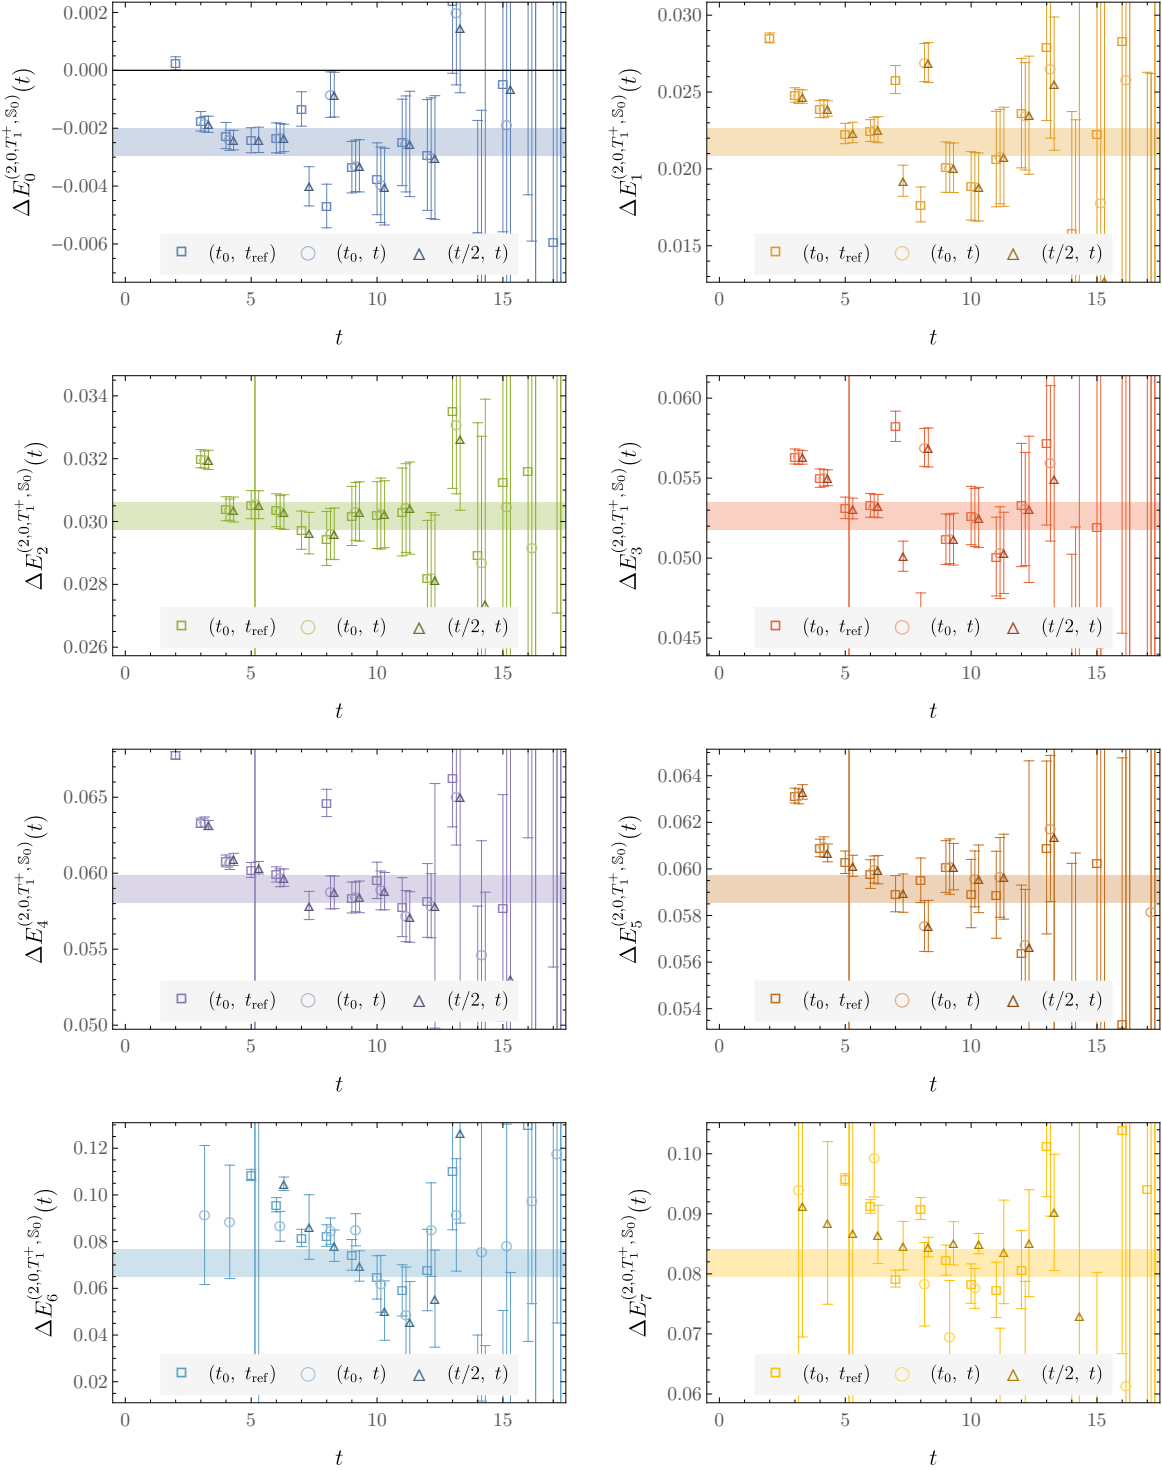 ΔE_0^{(2,0,T_1^+,𝕊_0)}(t)
0.002
0.000
−0.002
−0.004
−0.006
(t_0, t_ref) (t_0, t) (t/2, t)
0 5 10 15
t
ΔE_1^{(2,0,T_1^+,𝕊_0)}(t)
0.030
0.025
0.020
0.015
(t_0, t_ref) (t_0, t) (t/2, t)
0 5 10 15
t
ΔE_2^{(2,0,T_1^+,𝕊_0)}(t)
0.034
0.032
0.030
0.028
0.026
(t_0, t_ref) (t_0, t) (t/2, t)
0 5 10 15
t
ΔE_3^{(2,0,T_1^+,𝕊_0)}(t)
0.060
0.055
0.050
0.045
(t_0, t_ref) (t_0, t) (t/2, t)
0 5 10 15
t
ΔE_4^{(2,0,T_1^+,𝕊_0)}(t)
0.065
0.060
0.055
0.050
(t_0, t_ref) (t_0, t) (t/2, t)
0 5 10 15
t
ΔE_5^{(2,0,T_1^+,𝕊_0)}(t)
0.064
0.062
0.060
0.058
0.056
0.054
(t_0, t_ref) (t_0, t) (t/2, t)
0 5 10 15
t
ΔE_6^{(2,0,T_1^+,𝕊_0)}(t)
0.12
0.10
0.08
0.06
0.04
0.02
(t_0, t_ref) (t_0, t) (t/2, t)
0 5 10 15
t
ΔE_7^{(2,0,T_1^+,𝕊_0)}(t)
0.10
0.09
0.08
0.07
0.06
(t_0, t_ref) (t_0, t) (t/2, t)
0 5 10 15
t